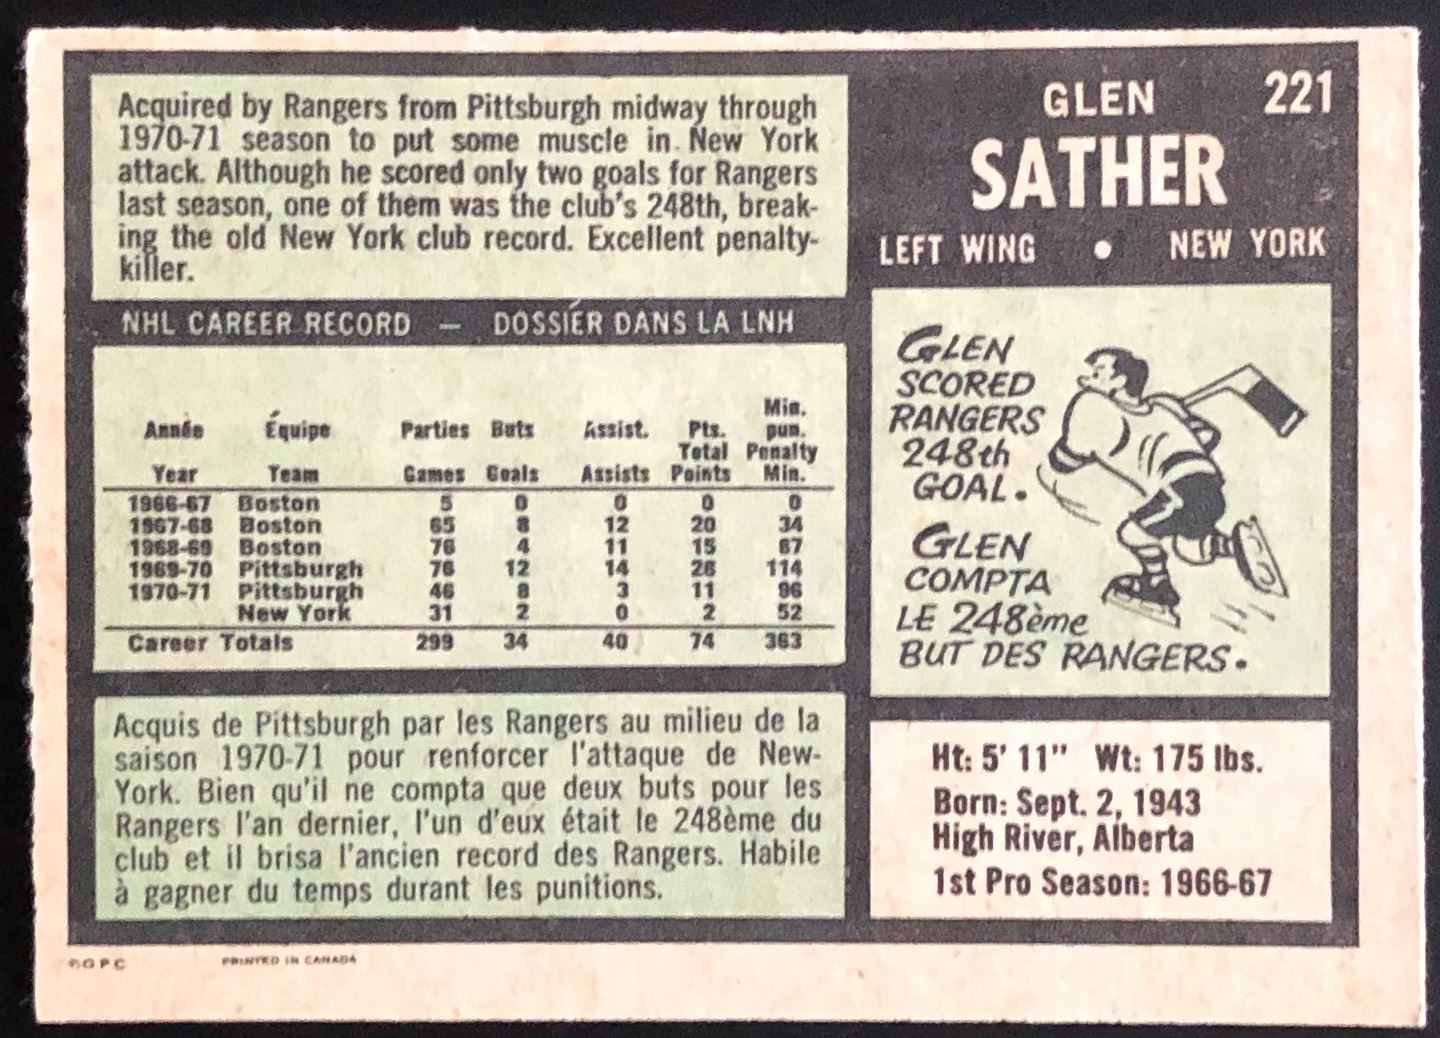 Acquired by Rangers from Pittsburgh midway through
1970-71 season to put some muscle in New York
attack. Although he scored only two goals for Rangers
last season, one of them was the club's 248th, break-
ing the old New York club record. Excellent penalty-
killer.
GLEN 221
SATHER
LEFT WING • NEW YORK
NHL CAREER RECORD — DOSSIER DANS LA LNH
Année Équipe Parties Buts Assist. Pts. Min. pun.
Year Team Games Goals Assists Total Points Penalty Min.
1966-67 Boston 5 0 0 0 0
1967-68 Boston 65 8 12 20 34
1968-69 Boston 76 4 11 15 67
1969-70 Pittsburgh 76 12 14 26 114
1970-71 Pittsburgh 46 8 3 11 96
New York 31 2 0 2 52
Career Totals 299 34 40 74 363
GLEN
SCORED
RANGERS
248th
GOAL.
GLEN
COMPTA
LE 248ème
BUT DES RANGERS.
Acquis de Pittsburgh par les Rangers au milieu de la
saison 1970-71 pour renforcer l'attaque de New-
York. Bien qu'il ne compta que deux buts pour les
Rangers l'an dernier, l'un d'eux était le 248ème du
club et il brisa l'ancien record des Rangers. Habile
à gagner du temps durant les punitions.
Ht: 5' 11" Wt: 175 lbs.
Born: Sept. 2, 1943
High River, Alberta
1st Pro Season: 1966-67
©O P C PRINTED IN CANADA